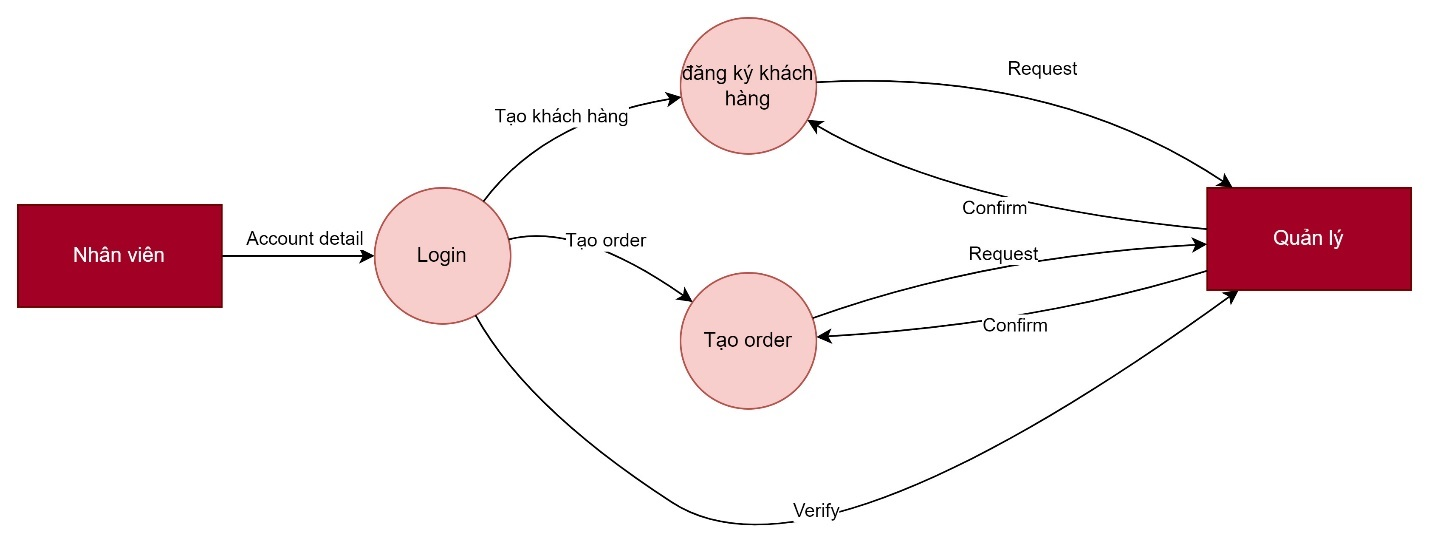 Nhân viên
Account detail
Login
Tạo khách hàng
Tạo order
đăng ký khách
hàng
Tạo order
Request
Confirm
Request
Confirm
Verify
Quản lý